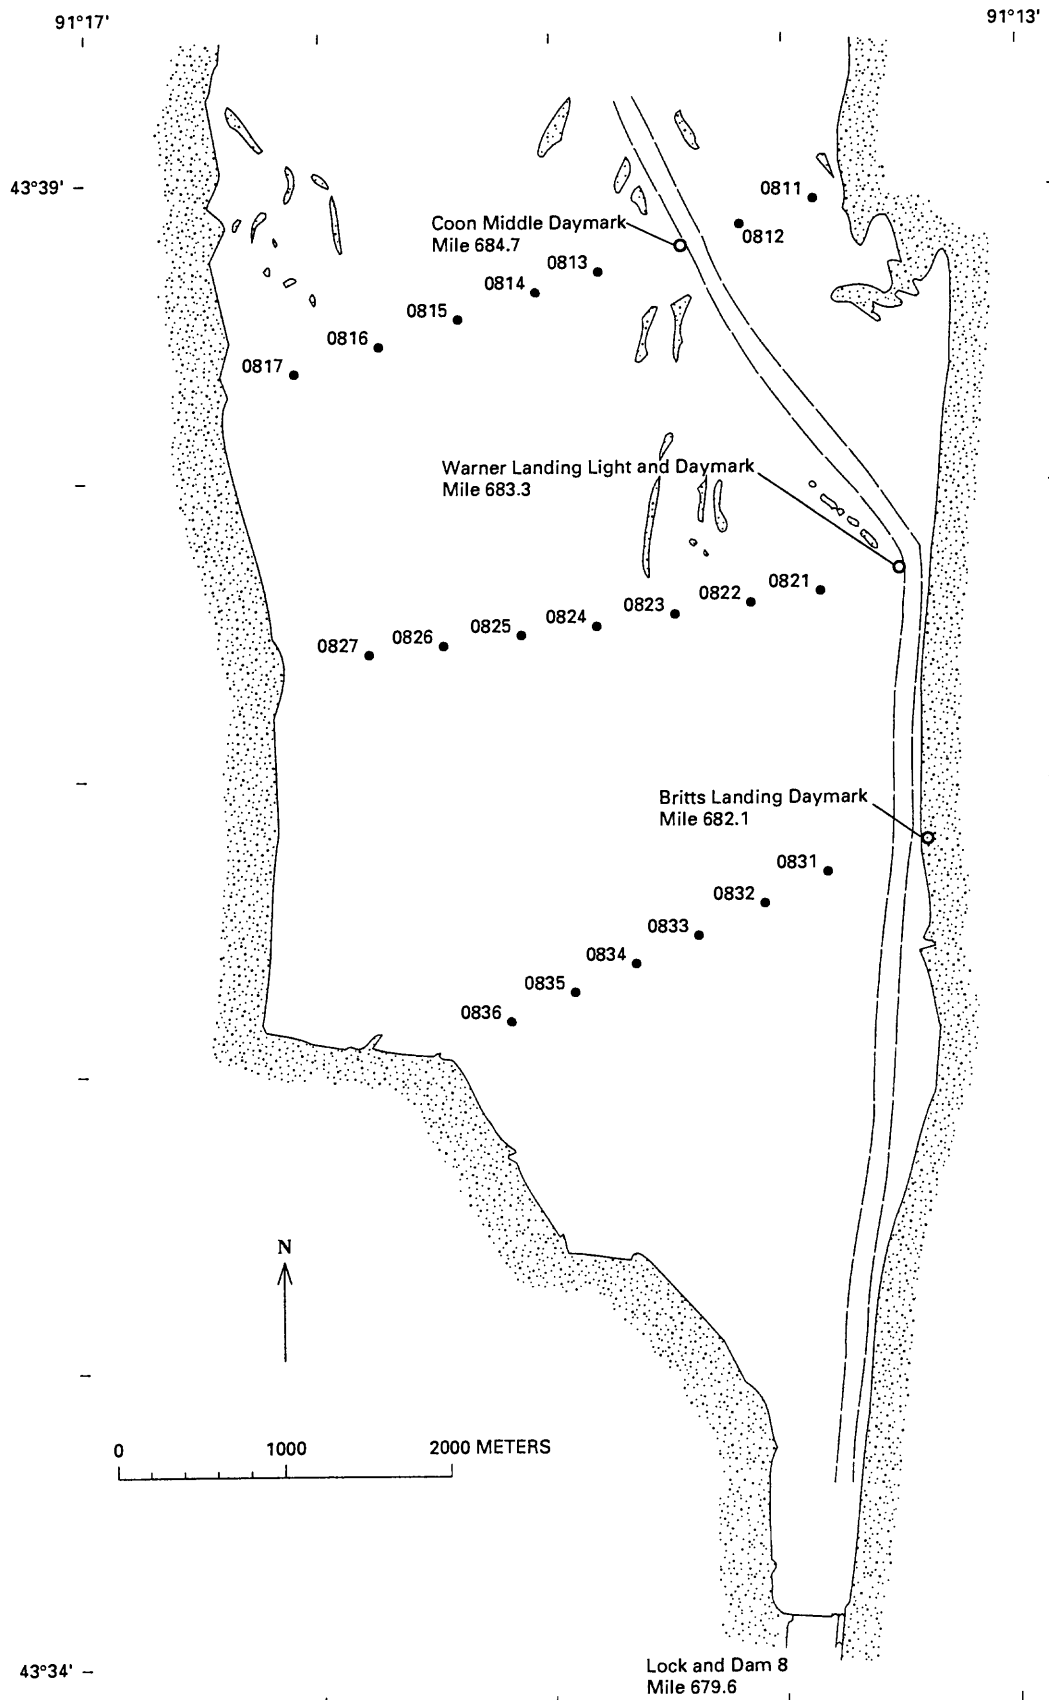 91°17'
91°13'
43°39'
0811
0812
Coon Middle Daymark
Mile 684.7
0813
0814
0815
0816
0817
Warner Landing Light and Daymark
Mile 683.3
0821
0822
0823
0824
0825
0826
0827
Britts Landing Daymark
Mile 682.1
0831
0832
0833
0834
0835
0836
N
0 1000 2000 METERS
43°34'
Lock and Dam 8
Mile 679.6